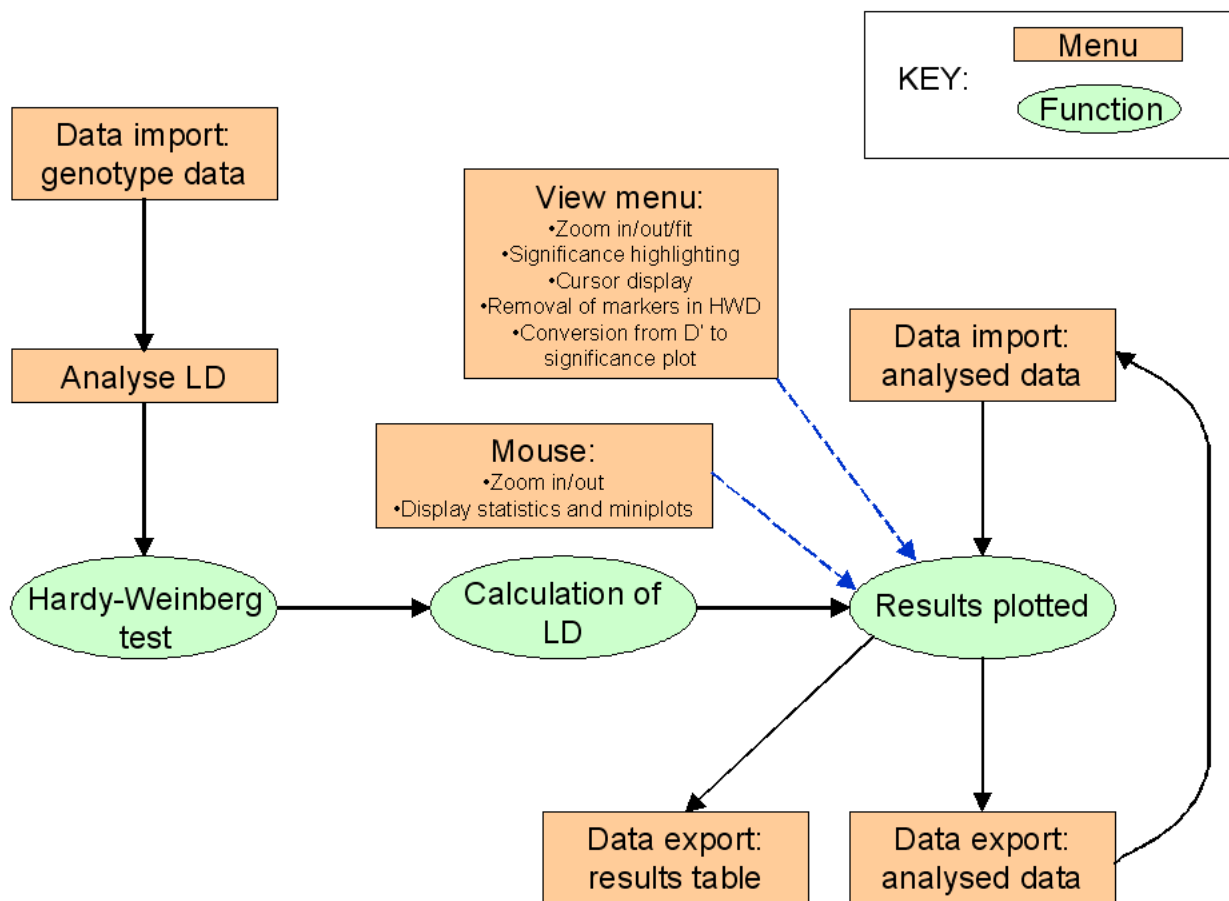 KEY:
Menu
Function
Data import:
genotype data
View menu:
•Zoom in/out/fit
•Significance highlighting
•Cursor display
•Removal of markers in HWD
•Conversion from D' to
significance plot
Analyse LD
Data import:
analysed data
Mouse:
•Zoom in/out
•Display statistics and miniplots
Hardy-Weinberg
test
Calculation of
LD
Results plotted
Data export:
results table
Data export:
analysed data